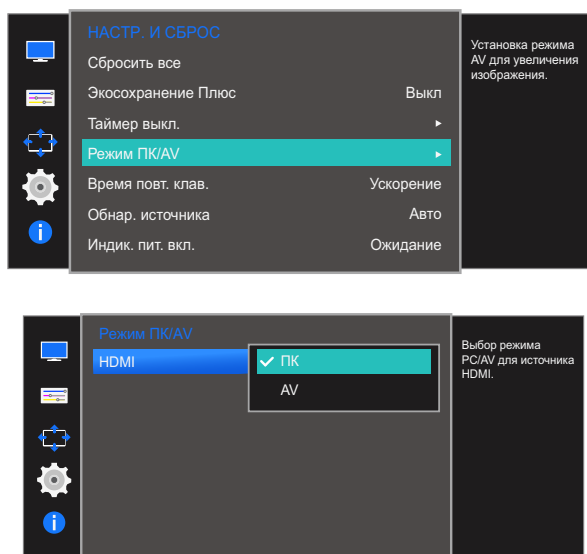 НАСТР. И СБРОС
Сбросить все
Экосохранение Плюс Выкл
Таймер выкл.
Режим ПК/AV
Время повт. клав. Ускорение
Обнар. источника Авто
Индик. пит. вкл. Ожидание
Установка режима
AV для увеличения
изображения.
Режим ПК/AV
HDMI
ПК
AV
Выбор режима
PC/AV для источника
HDMI.